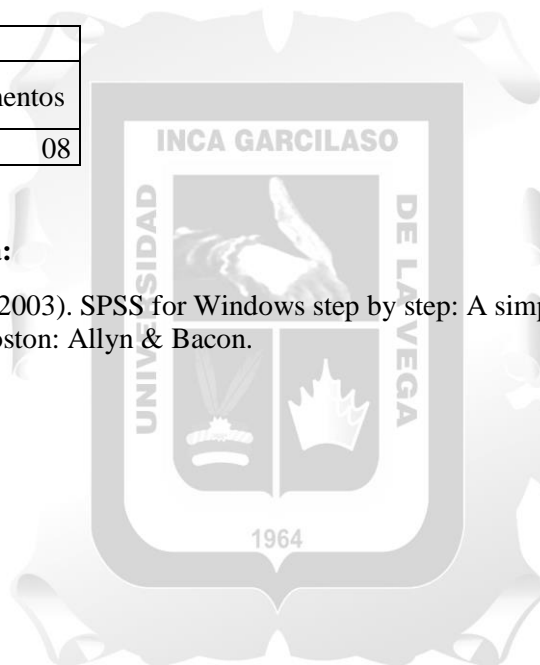 mentos
08
:
2003). SPSS for Windows step by step: A simp
oston: Allyn & Bacon.
INCA GARCILASO
UNIVERSIDAD
DE LA VEGA
1964